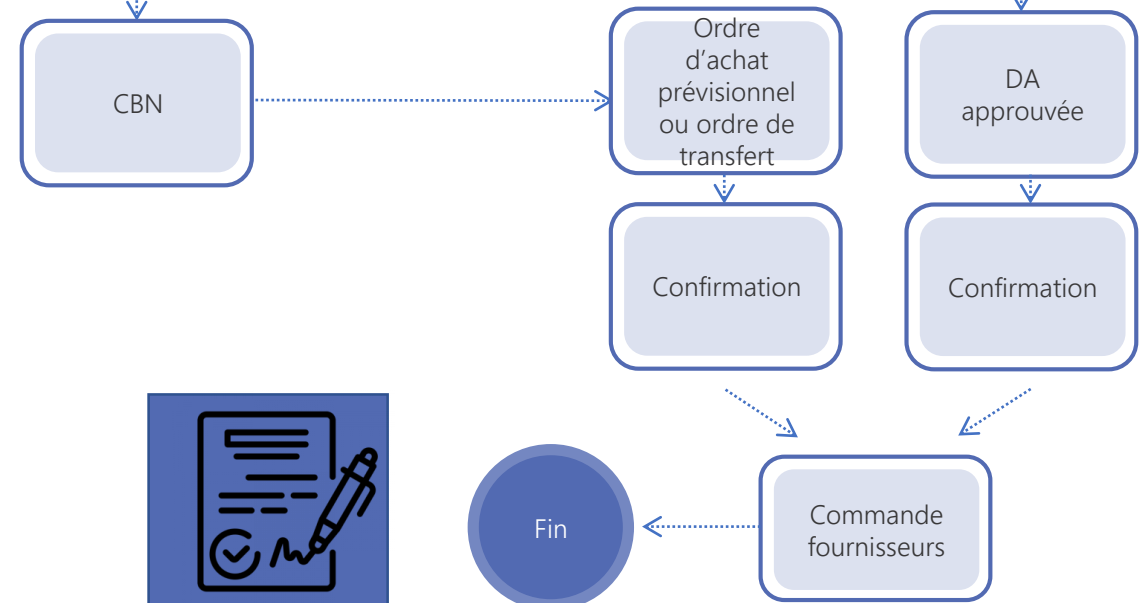 CBN
Ordre
d’achat
prévisionnel
ou ordre de
transfert
DA
approuvée
Confirmation
Confirmation
Fin
Commande
fournisseurs